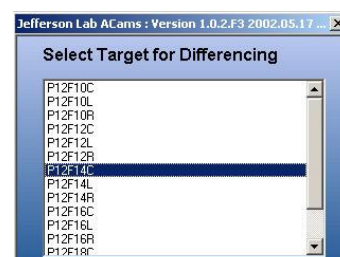 Jefferson Lab ACams : Version 1.0.2.F3 2002.05.17 ...
Select Target for Differencing
P12F10C
P12F10L
P12F10R
P12F12C
P12F12L
P12F12R
P12F14C
P12F14L
P12F14R
P12F16C
P12F16L
P12F16R
P12F18C